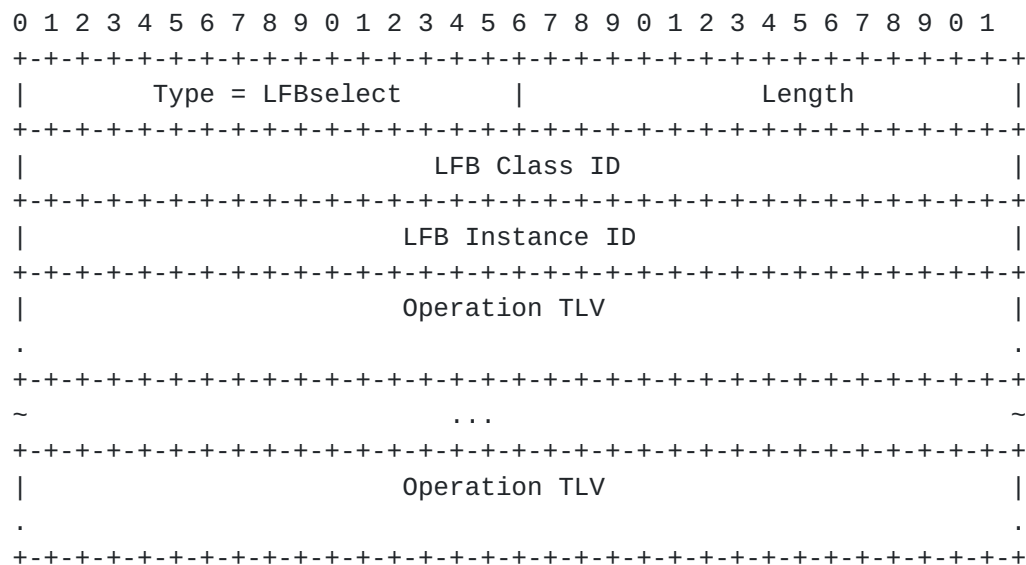 0 1 2 3 4 5 6 7 8 9 0 1 2 3 4 5 6 7 8 9 0 1 2 3 4 5 6 7 8 9 0 1
+-+-+-+-+-+-+-+-+-+-+-+-+-+-+-+-+-+-+-+-+-+-+-+-+-+-+-+-+-+-+-+-+
|        Type = LFBselect       |               Length          |
+-+-+-+-+-+-+-+-+-+-+-+-+-+-+-+-+-+-+-+-+-+-+-+-+-+-+-+-+-+-+-+-+
|                          LFB Class ID                         |
+-+-+-+-+-+-+-+-+-+-+-+-+-+-+-+-+-+-+-+-+-+-+-+-+-+-+-+-+-+-+-+-+
|                        LFB Instance ID                        |
+-+-+-+-+-+-+-+-+-+-+-+-+-+-+-+-+-+-+-+-+-+-+-+-+-+-+-+-+-+-+-+-+
|                        Operation TLV                          |
.                                                               .
+-+-+-+-+-+-+-+-+-+-+-+-+-+-+-+-+-+-+-+-+-+-+-+-+-+-+-+-+-+-+-+-+
~                           ...                                 ~
+-+-+-+-+-+-+-+-+-+-+-+-+-+-+-+-+-+-+-+-+-+-+-+-+-+-+-+-+-+-+-+-+
|                        Operation TLV                          |
.                                                               .
+-+-+-+-+-+-+-+-+-+-+-+-+-+-+-+-+-+-+-+-+-+-+-+-+-+-+-+-+-+-+-+-+